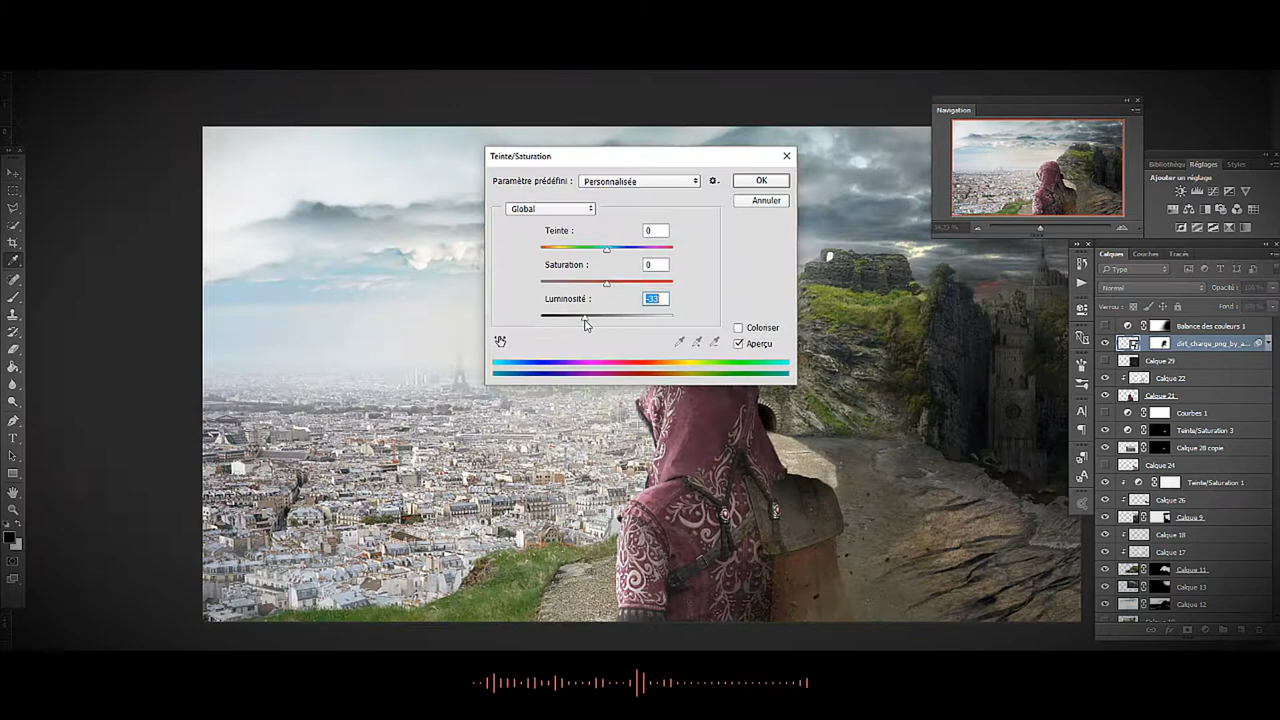 Teinte/Saturation
Paramètre prédéfini :
Personnalisée
OK
Annuler
Global
Teinte :
0
Saturation :
0
Luminosité :
-33
Coloriser
Aperçu
Navigation
Bibliothèqu
Réglages
Styles
Ajouter un réglage
Calques
Couches
Tracés
Type
Normal
Opacité :
Verrou :
Fond :
Balance des couleurs 1
dirt_charge_png_by_a...
Calque 29
Calque 22
Calque 21
Courbes 1
Teinte/Saturation 3
Calque 28 copie
Calque 24
Teinte/Saturation 1
Calque 26
Calque 9
Calque 18
Calque 17
Calque 11
Calque 13
Calque 12